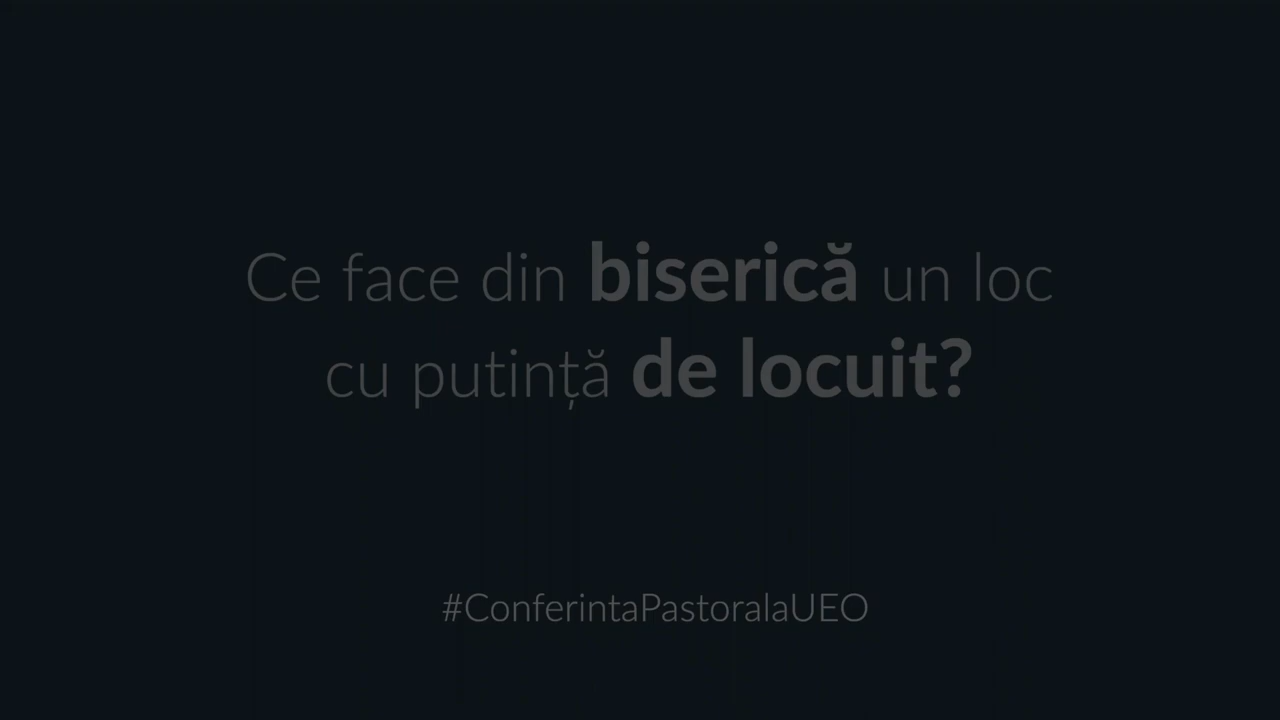 Ce face din biserică un loc
cu putință de locuit?
#ConferintaPastoralaUEO